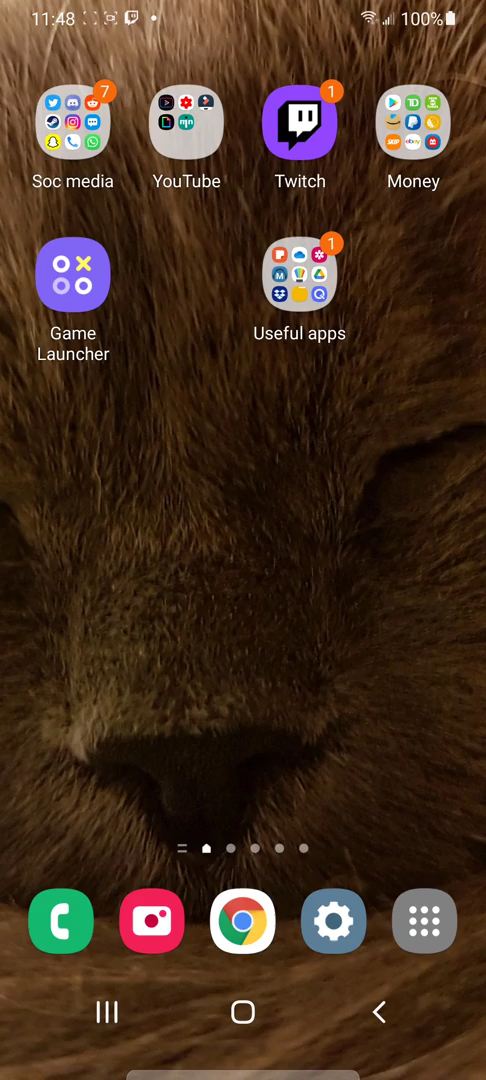 11:48 100%
7
1
Soc media YouTube Twitch Money
1
Game
Launcher
Useful apps